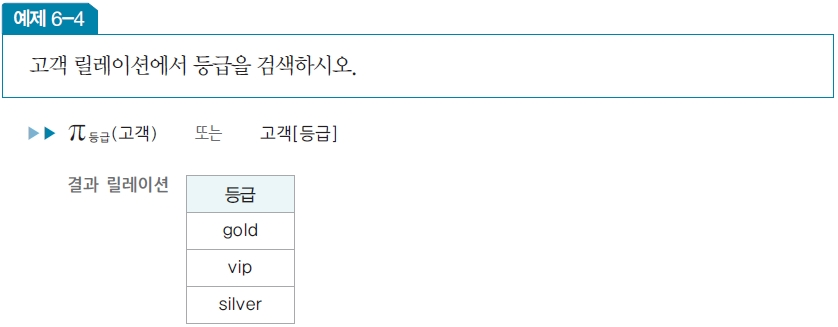 예제 6-4
고객 릴레이션에서 등급을 검색하시오.
▶▶ π등급(고객) 또는 고객[등급]
결과 릴레이션
등급
gold
vip
silver